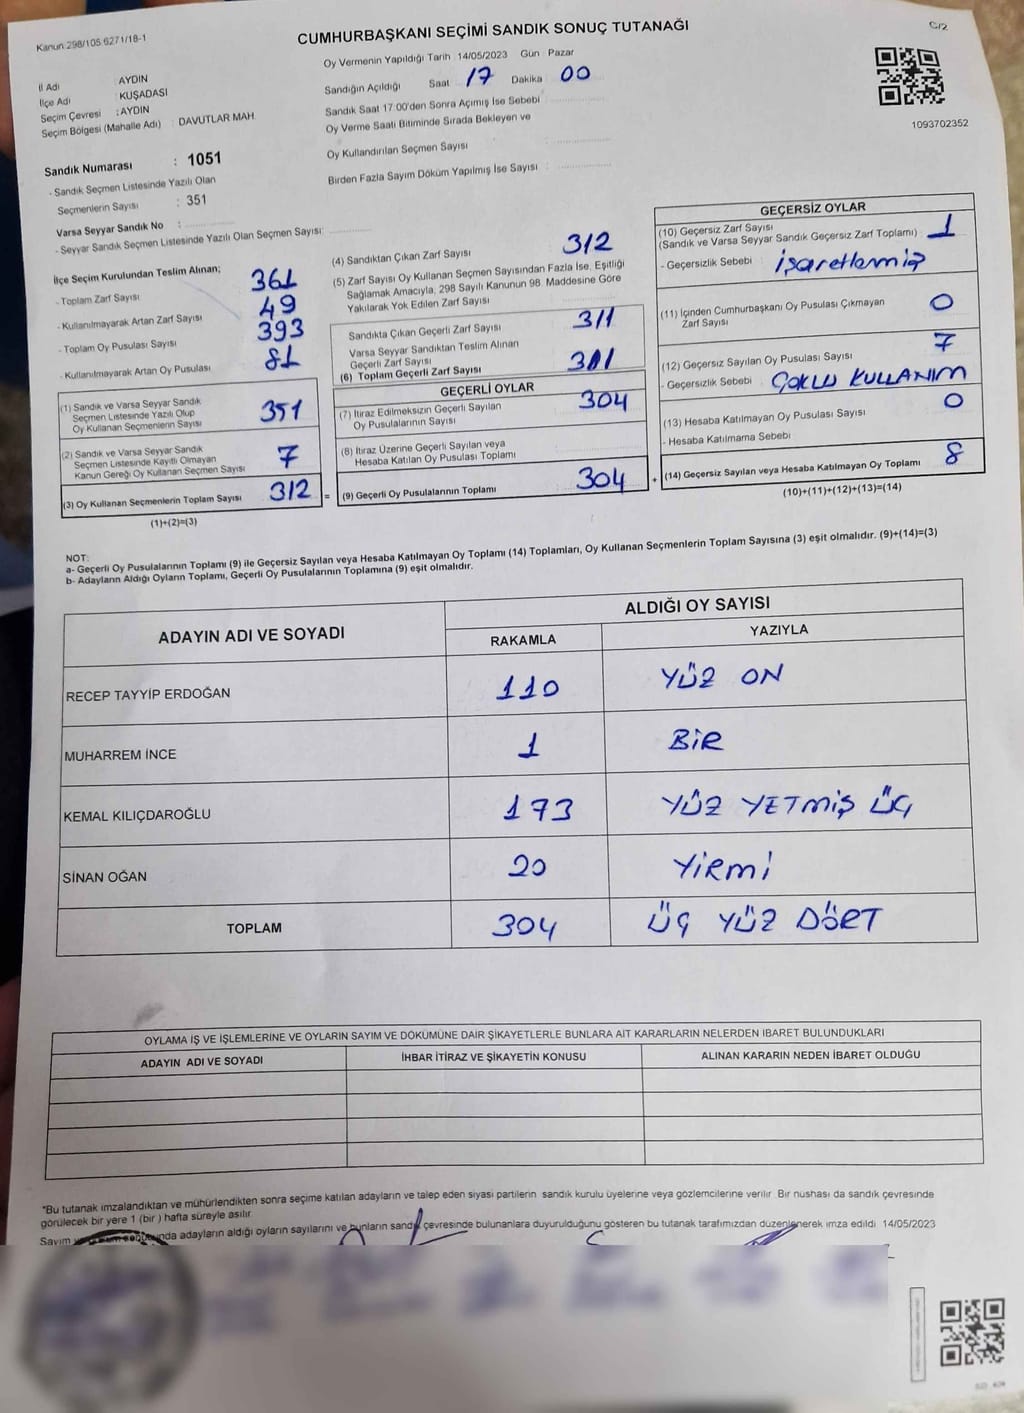 Kanun 298/105 6271/18-1
CUMHURBAŞKANI SEÇİMİ SANDIK SONUÇ TUTANAĞI
C/2
Oy Vermenin Yapıldığı Tarih 14/05/2023 Gün Pazar
İl Adı : AYDIN
İlçe Adı : KUŞADASI
Seçim Çevresi : AYDIN
Seçim Bölgesi (Mahalle Adı) : DAVUTLAR MAH.
Sandığın Açıldığı Saat 17 Dakika 00
Sandık Saat 17:00'den Sonra Açımış İse Sebebi
Oy Verme Saati Bitiminde Sırada Bekleyen ve
Oy Kullandırılan Seçmen Sayısı :
Birden Fazla Sayım Döküm Yapılmış İse Sayısı :
1093702352
Sandık Numarası : 1051
- Sandık Seçmen Listesinde Yazılı Olan
Seçmenlerin Sayısı : 351
Varsa Seyyar Sandık No :
- Seyyar Sandık Seçmen Listesinde Yazılı Olan Seçmen Sayısı:
İlçe Seçim Kurulundan Teslim Alınan;
- Toplam Zarf Sayısı 361
- Kullanılmayarak Artan Zarf Sayısı 49
- Toplam Oy Pusulası Sayısı 393
- Kullanılmayarak Artan Oy Pusulası 81
(1) Sandık ve Varsa Seyyar Sandık
Seçmen Listesinde Yazılı Olup
Oy Kullanan Seçmenlerin Sayısı 351
(2) Sandık ve Varsa Seyyar Sandık
Seçmen Listesinde Kayıtlı Olmayan
Kanun Gereği Oy Kullanan Seçmen Sayısı 7
(3) Oy Kullanan Seçmenlerin Toplam Sayısı 312 =
(1)+(2)=(3)
(4) Sandıktan Çıkan Zarf Sayısı 312
(5) Zarf Sayısı Oy Kullanan Seçmen Sayısından Fazla İse, Eşitliği
Sağlamak Amacıyla, 298 Sayılı Kanunun 98. Maddesine Göre
Yakılarak Yok Edilen Zarf Sayısı
Sandıkta Çıkan Geçerli Zarf Sayısı 311
Varsa Seyyar Sandıktan Teslim Alınan
Geçerli Zarf Sayısı
(6) Toplam Geçerli Zarf Sayısı 311
GEÇERLİ OYLAR
(7) İtiraz Edilmeksizin Geçerli Sayılan
Oy Pusulalarının Sayısı 304
(8) İtiraz Üzerine Geçerli Sayılan veya
Hesaba Katılan Oy Pusulası Toplamı
(9) Geçerli Oy Pusulalarının Toplamı 304 +
GEÇERSİZ OYLAR
(10) Geçersiz Zarf Sayısı
(Sandık ve Varsa Seyyar Sandık Geçersiz Zarf Toplamı) 1
- Geçersizlik Sebebi : işaretlemiş
(11) İçinden Cumhurbaşkanı Oy Pusulası Çıkmayan
Zarf Sayısı 0
(12) Geçersiz Sayılan Oy Pusulası Sayısı 7
- Geçersizlik Sebebi : ÇOKLU KULLANIM
(13) Hesaba Katılmayan Oy Pusulası Sayısı 0
- Hesaba Katılmama Sebebi
(14) Geçersiz Sayılan veya Hesaba Katılmayan Oy Toplamı 8
(10)+(11)+(12)+(13)=(14)
NOT:
a- Geçerli Oy Pusulalarının Toplamı (9) ile Geçersiz Sayılan veya Hesaba Katılmayan Oy Toplamı (14) Toplamları, Oy Kullanan Seçmenlerin Toplam Sayısına (3) eşit olmalıdır. (9)+(14)=(3)
b- Adayların Aldığı Oyların Toplamı, Geçerli Oy Pusulalarının Toplamına (9) eşit olmalıdır.
ADAYIN ADI VE SOYADI ALDIĞI OY SAYISI
RAKAMLA YAZIYLA
RECEP TAYYİP ERDOĞAN 110 YÜZ ON
MUHARREM İNCE 1 BİR
KEMAL KILIÇDAROĞLU 173 YÜZ YETMİŞ ÜÇ
SİNAN OĞAN 20 YİRMİ
TOPLAM 304 ÜÇ YÜZ DÖRT
OYLAMA İŞ VE İŞLEMLERİNE VE OYLARIN SAYIM VE DÖKÜMÜNE DAİR ŞİKAYETLERLE BUNLARA AİT KARARLARIN NELERDEN İBARET BULUNDUKLARI
ADAYIN ADI VE SOYADI İHBAR İTİRAZ VE ŞİKAYETİN KONUSU ALINAN KARARIN NEDEN İBARET OLDUĞU
*Bu tutanak imzalandıktan ve mühürlendikten sonra seçime katılan adayların ve talep eden siyasi partilerin sandık kurulu üyelerine veya gözlemcilerine verilir. Bir nüshası da sandık çevresinde
görülecek bir yere 1 (bir) hafta süreyle asılır.
Sayım adayların aldığı oyların sayılarını ve bunların sandık çevresinde bulunanlara duyurulduğunu gösteren bu tutanak tarafımızdan düzenlenerek imza edildi 14/05/2023